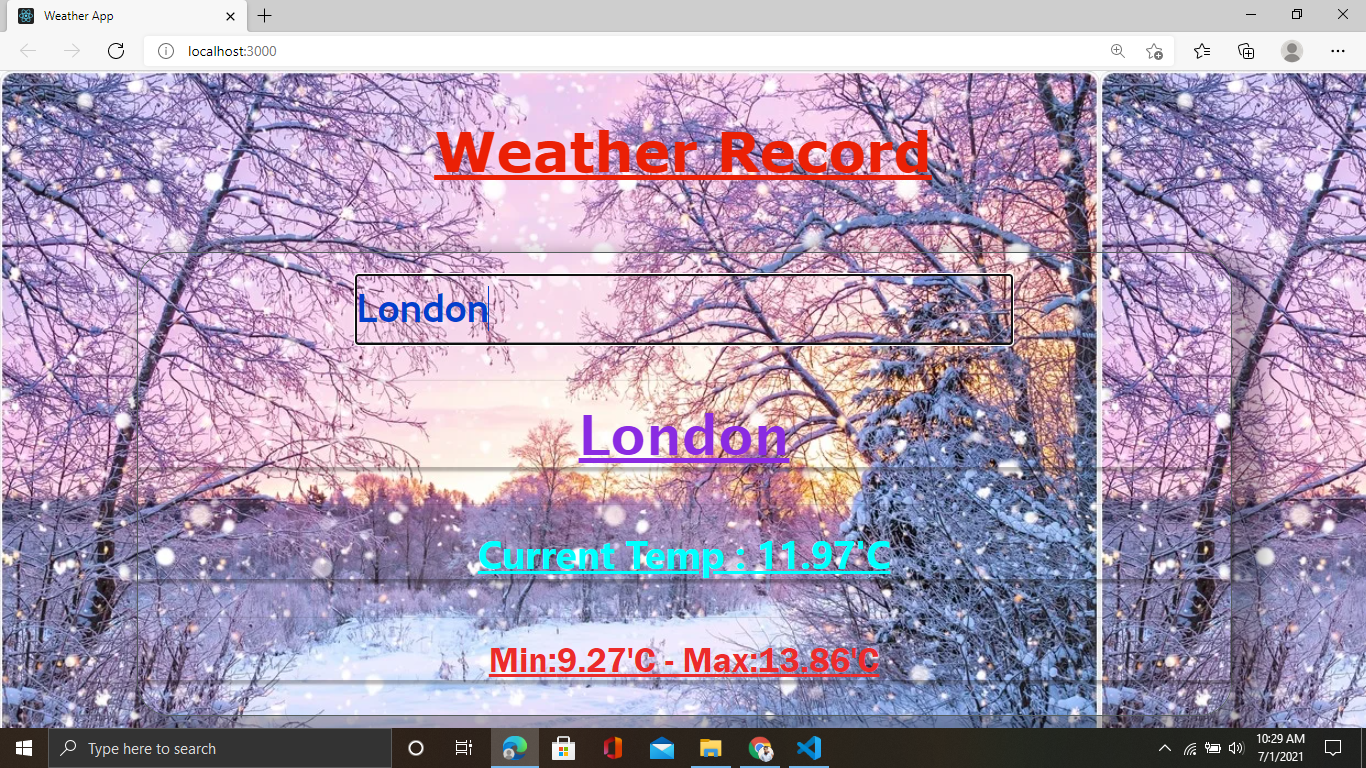 Weather App
localhost:3000
Weather Record
London
London
Current Temp : 11.97'C
Min:9.27'C - Max:13.86'C
Type here to search
10:29 AM
7/1/2021